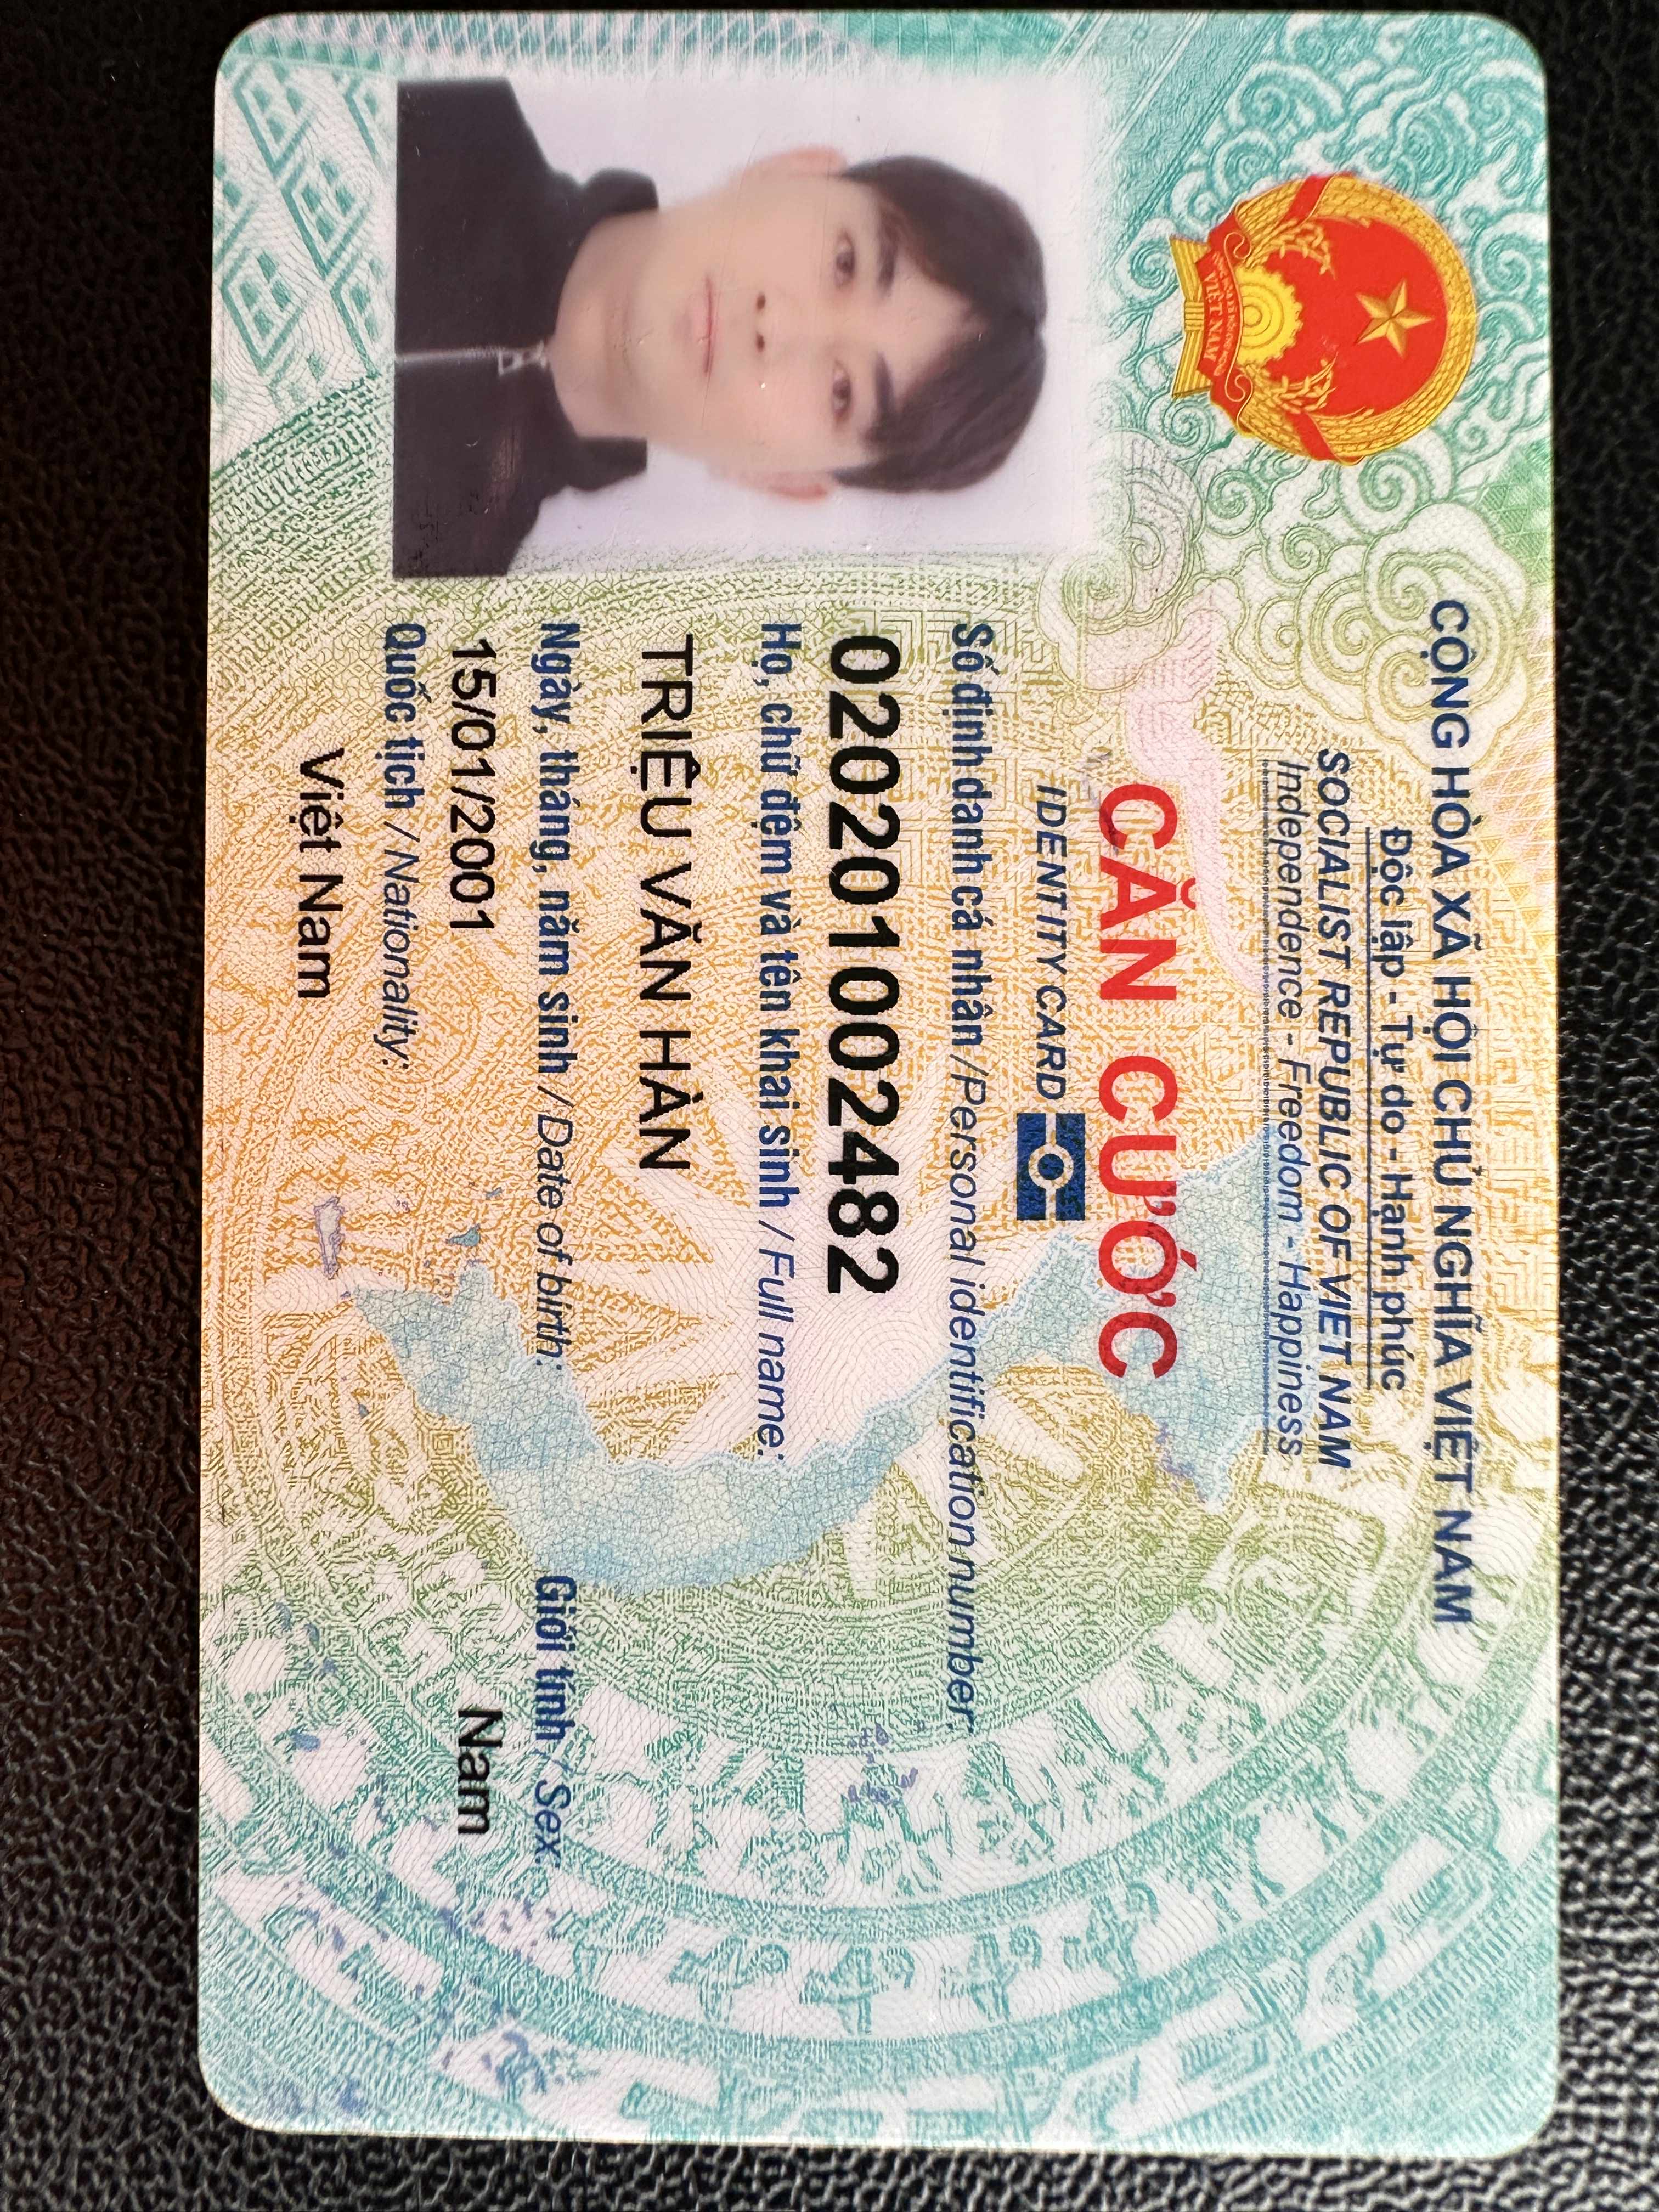 CỘNG HÒA XÃ HỘI CHỦ NGHĨA VIỆT NAM
Độc lập - Tự do - Hạnh phúc
SOCIALIST REPUBLIC OF VIET NAM
Independence - Freedom - Happiness
CĂN CƯỚC
IDENTITY CARD
Số định danh cá nhân / Personal identification number:
022201002482
Họ, chữ đệm và tên khai sinh / Full name:
TRIỆU VĂN HÀN
Ngày, tháng, năm sinh / Date of birth: Giới tính / Sex:
15/01/2001 Nam
Quốc tịch / Nationality:
Việt Nam